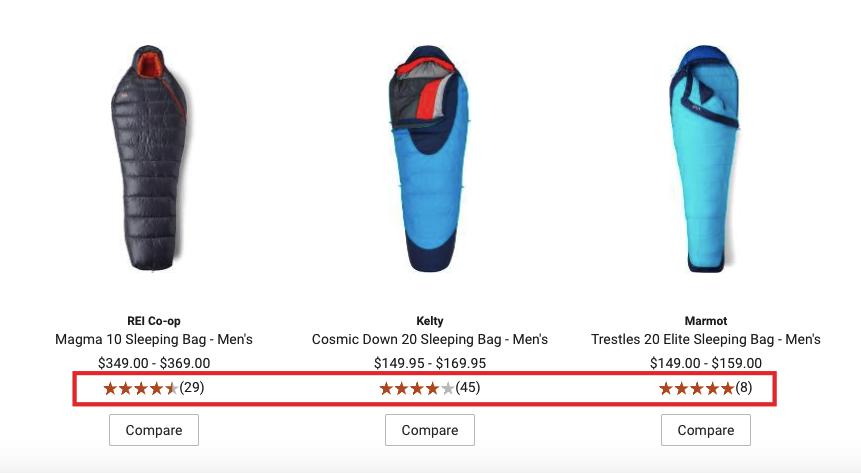 REI Co-op
Magma 10 Sleeping Bag - Men's
$349.00 - $369.00
(29)
Compare
Kelty
Cosmic Down 20 Sleeping Bag - Men's
$149.95 - $169.95
(45)
Compare
Marmot
Trestles 20 Elite Sleeping Bag - Men's
$149.00 - $159.00
(8)
Compare